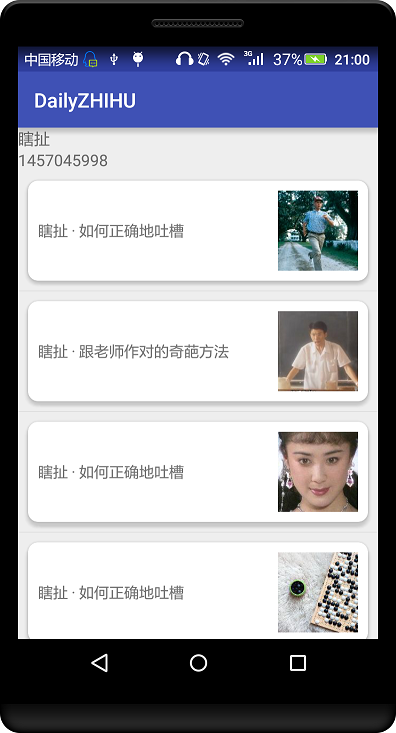 中国移动 3G 37% 21:00
DailyZHIHU
瞎扯
1457045998
瞎扯 · 如何正确地吐槽
瞎扯 · 跟老师作对的奇葩方法
瞎扯 · 如何正确地吐槽
瞎扯 · 如何正确地吐槽